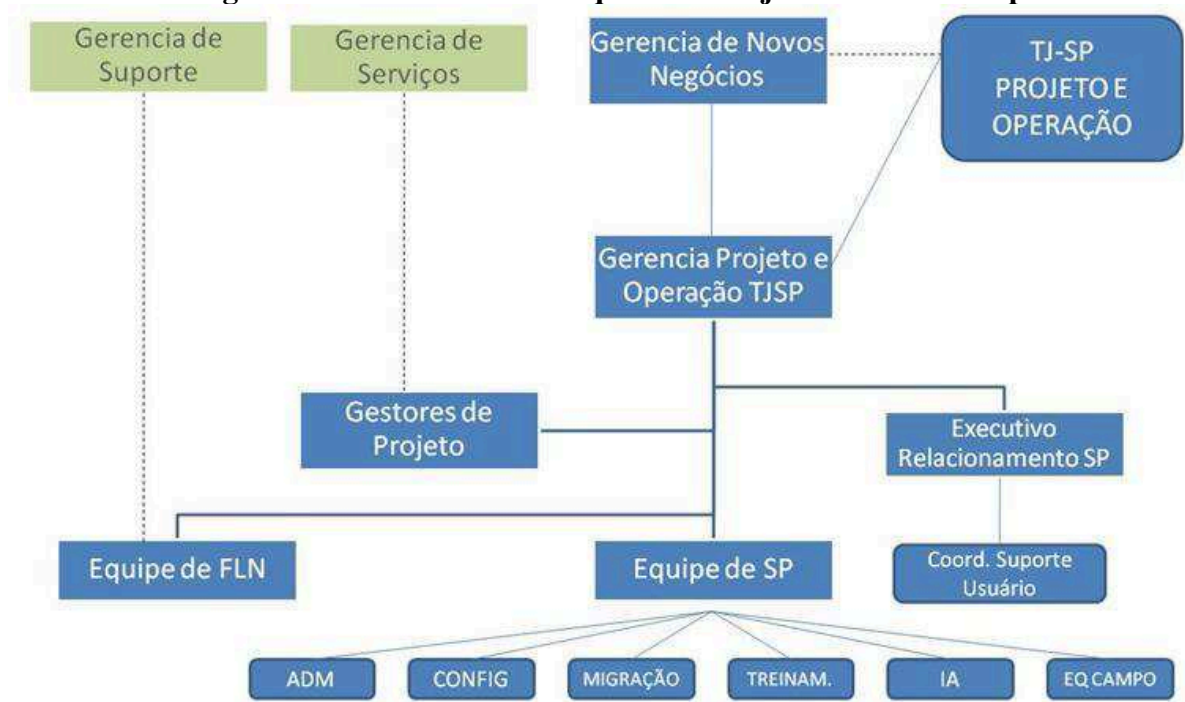 Gerencia de
Suporte
Gerencia de
Serviços
Gerencia de Novos
Negócios
TJ-SP
PROJETO E
OPERAÇÃO
Gerencia Projeto e
Operação TJSP
Gestores de
Projeto
Executivo
Relacionamento SP
Equipe de FLN
Equipe de SP
Coord. Suporte
Usuário
ADM
CONFIG
MIGRAÇÃO
TREINAM.
IA
EQ CAMPO